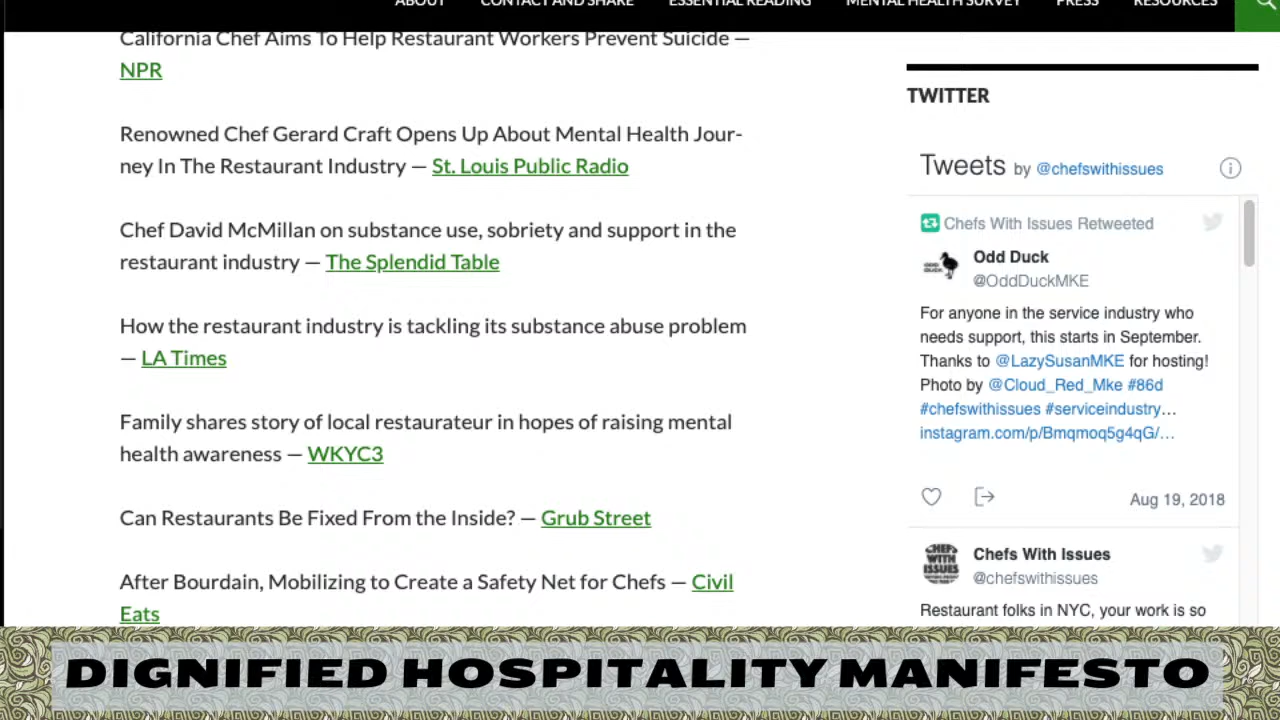 ABOUT CONTACT AND SHARE ESSENTIAL READING MENTAL HEALTH SURVEY PRESS RESOURCES
California Chef Aims To Help Restaurant Workers Prevent Suicide —
NPR
Renowned Chef Gerard Craft Opens Up About Mental Health Jour-
ney In The Restaurant Industry — St. Louis Public Radio
Chef David McMillan on substance use, sobriety and support in the
restaurant industry — The Splendid Table
How the restaurant industry is tackling its substance abuse problem
— LA Times
Family shares story of local restaurateur in hopes of raising mental
health awareness — WKYC3
Can Restaurants Be Fixed From the Inside? — Grub Street
After Bourdain, Mobilizing to Create a Safety Net for Chefs — Civil
Eats
TWITTER
Tweets by @chefswithissues
Chefs With Issues Retweeted
ODD DUCK
Odd Duck
@OddDuckMKE
For anyone in the service industry who
needs support, this starts in September.
Thanks to @LazySusanMKE for hosting!
Photo by @Cloud_Red_Mke #86d
#chefswithissues #serviceindustry…
instagram.com/p/Bmqmoq5g4qG/…
Aug 19, 2018
CHEFS
WITH
ISSUES
Chefs With Issues
@chefswithissues
Restaurant folks in NYC, your work is so
DIGNIFIED HOSPITALITY MANIFESTO